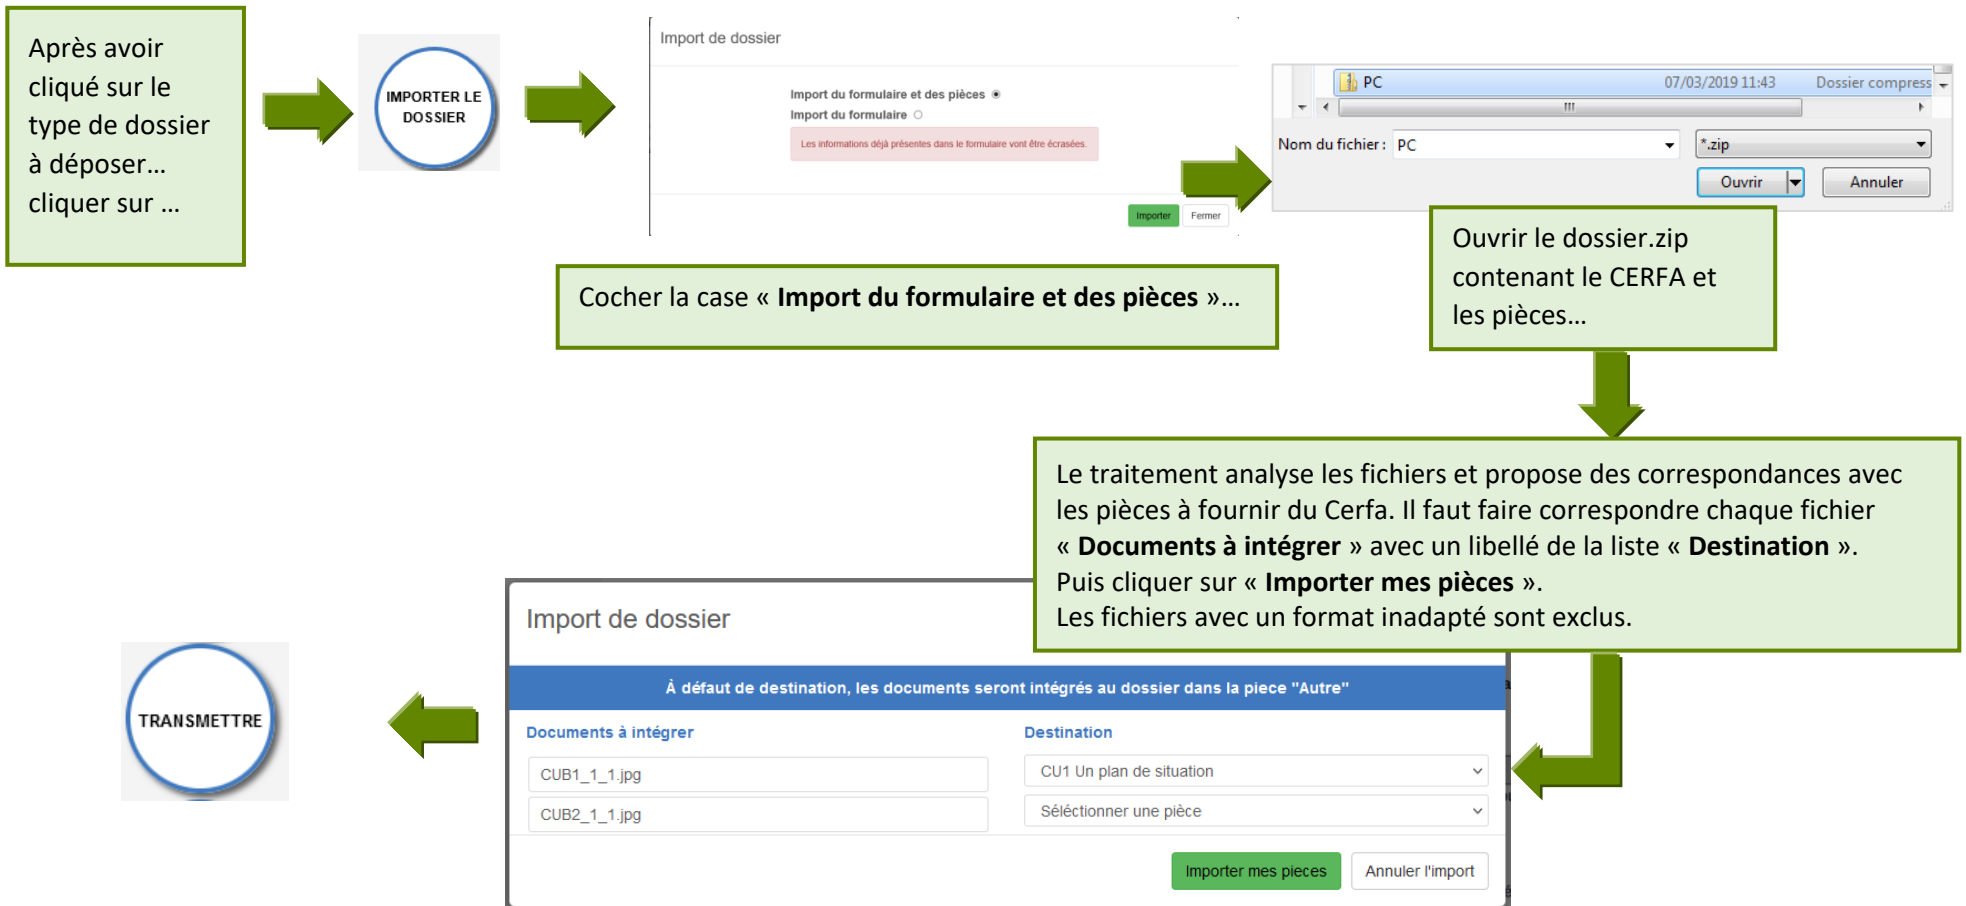 Après avoir
cliqué sur le
type de dossier
à déposer...
cliquer sur ...
IMPORTER LE
DOSSIER
Import de dossier
Import du formulaire et des pièces
Import du formulaire
Les informations déjà présentes dans le formulaire vont être écrasées.
Importer
Fermer
PC
07/03/2019 11:43
Dossier compress
Nom du fichier :
PC
*.zip
Ouvrir
Annuler
Cocher la case « Import du formulaire et des pièces »...
Ouvrir le dossier.zip
contenant le CERFA et
les pièces...
Le traitement analyse les fichiers et propose des correspondances avec
les pièces à fournir du Cerfa. Il faut faire correspondre chaque fichier
« Documents à intégrer » avec un libellé de la liste « Destination ».
Puis cliquer sur « Importer mes pièces ».
Les fichiers avec un format inadapté sont exclus.
Import de dossier
À défaut de destination, les documents seront intégrés au dossier dans la piece "Autre"
Documents à intégrer
Destination
CUB1_1_1.jpg
CU1 Un plan de situation
CUB2_1_1.jpg
Séléctionner une pièce
Importer mes pieces
Annuler l'import
TRANSMETTRE